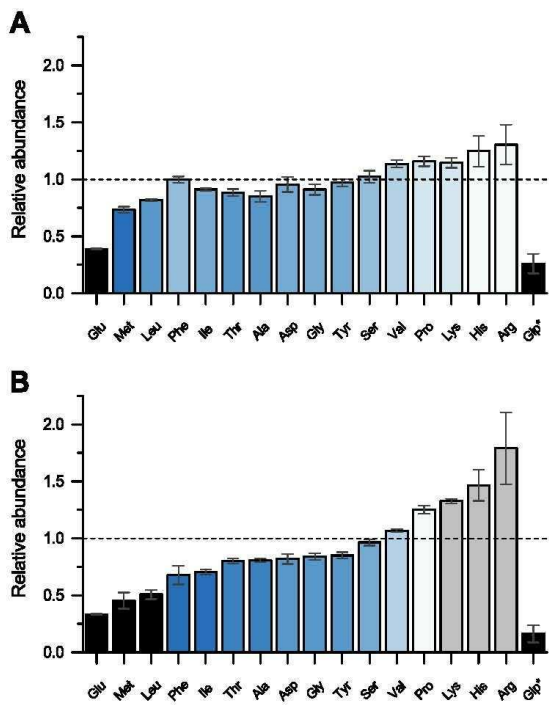 A
Relative abundance
2.0
1.5
1.0
0.5
0.0
Glu Met Leu Phe Ile Thr Ala Asp Gly Tyr Ser Val Pro Lys His Arg Glp*
B
Relative abundance
2.0
1.5
1.0
0.5
0.0
Glu Met Leu Phe Ile Thr Ala Asp Gly Tyr Ser Val Pro Lys His Arg Glp*